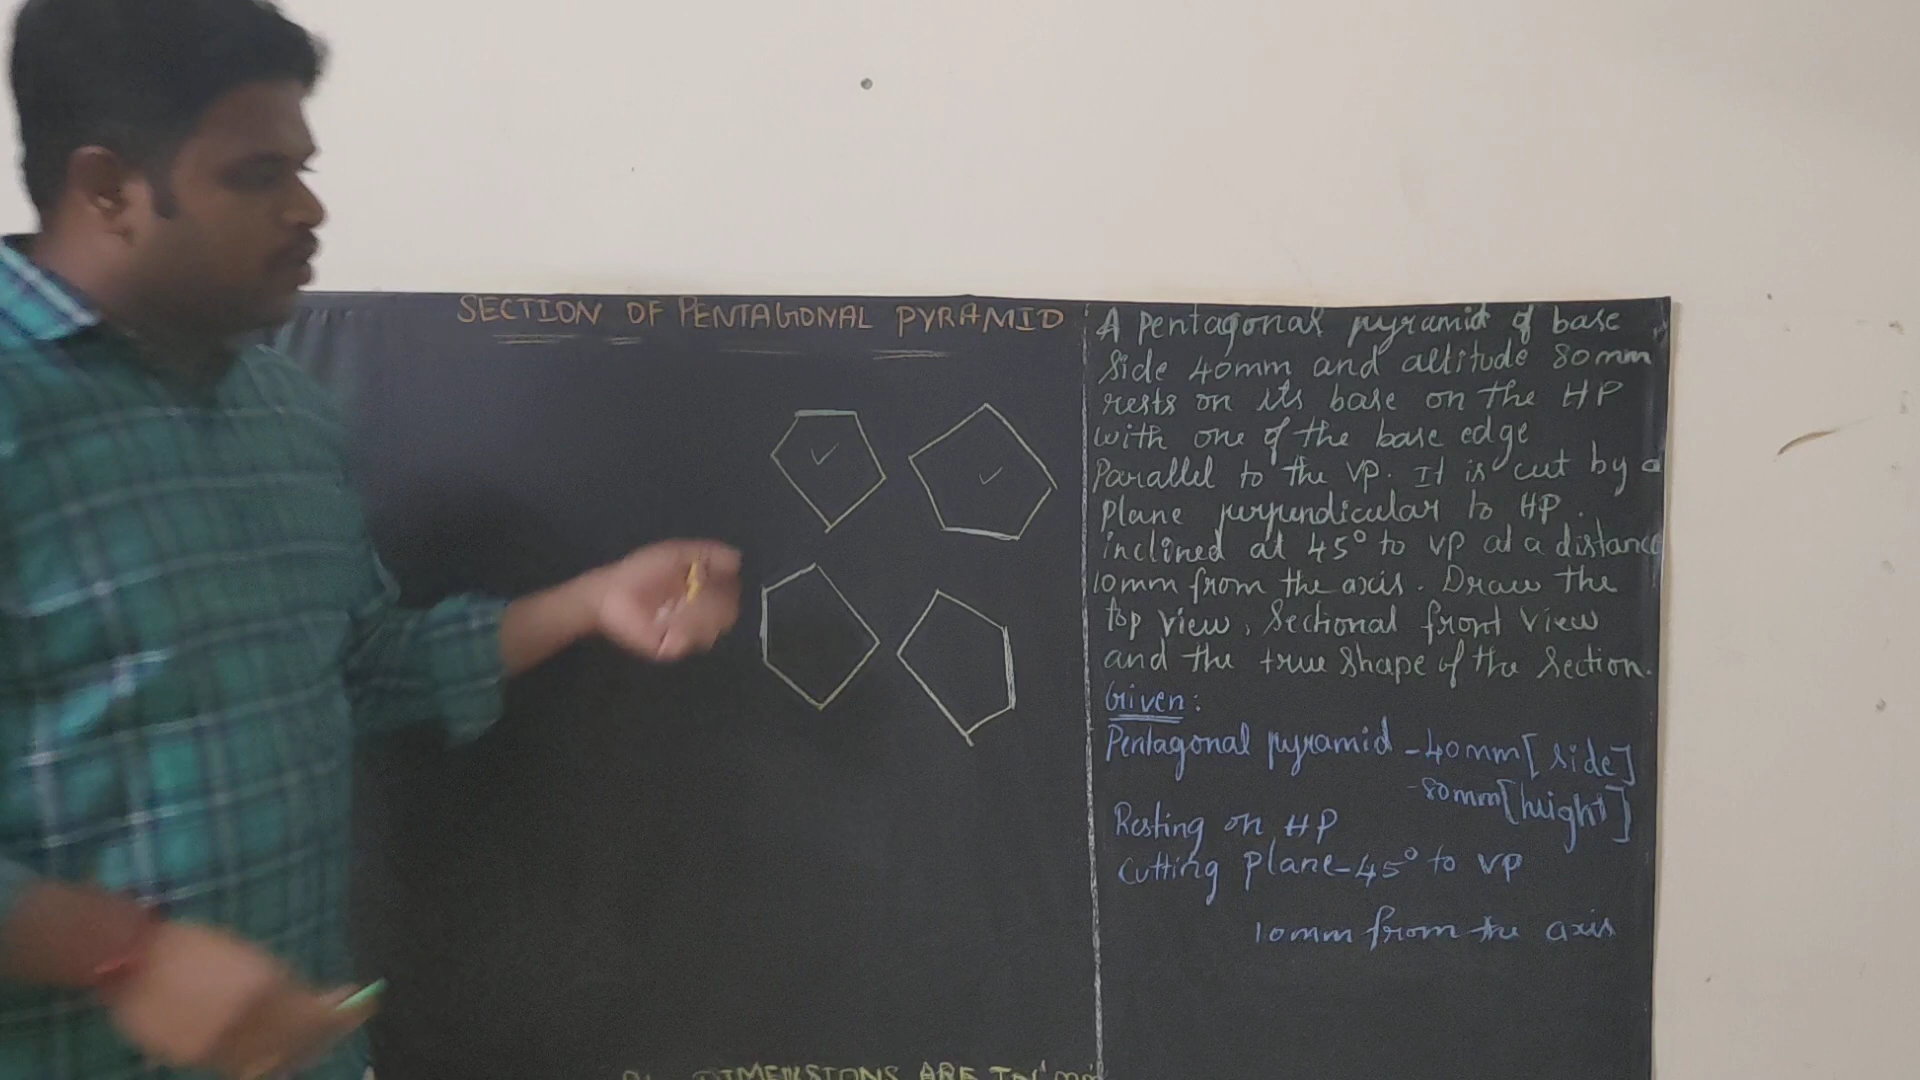 SECTION OF PENTAGONAL PYRAMID
A pentagonal pyramid of base
side 40mm and altitude 80mm
rests on its base on the HP
with one of the base edge
parallel to the VP. It is cut by a
plane perpendicular to HP.
inclined at 45° to VP at a distance
10mm from the axis. Draw the
top view, Sectional front view
and the true shape of the Section.
Given:
Pentagonal pyramid - 40mm [side]
- 80mm [height]
Resting on HP
Cutting plane - 45° to VP
10mm from the axis
DIMENSIONS ARE IN mm